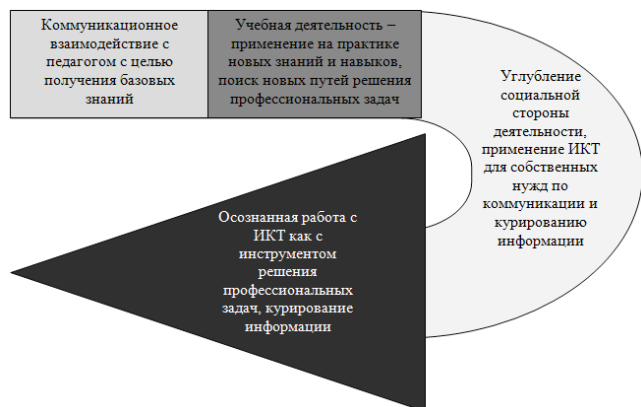 Коммуникационное
взаимодействие с
педагогом с целью
получения базовых
знаний
Учебная деятельность –
применение на практике
новых знаний и навыков,
поиск новых путей решения
профессиональных задач
Углубление
социальной
стороны
деятельности,
применение ИКТ
для собственных
нужд по
коммуникации и
курированию
информации
Осознанная работа с
ИКТ как с
инструментом
решения
профессиональных
задач, курирование
информации